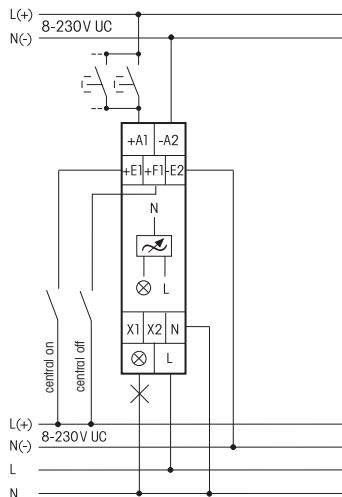 L(+)
8-230V UC
N(-)
+A1 -A2
+E1 +F1 -E2
N
L
X1 X2 N
L
central on
central off
L(+)
8-230V UC
N(-)
L
N